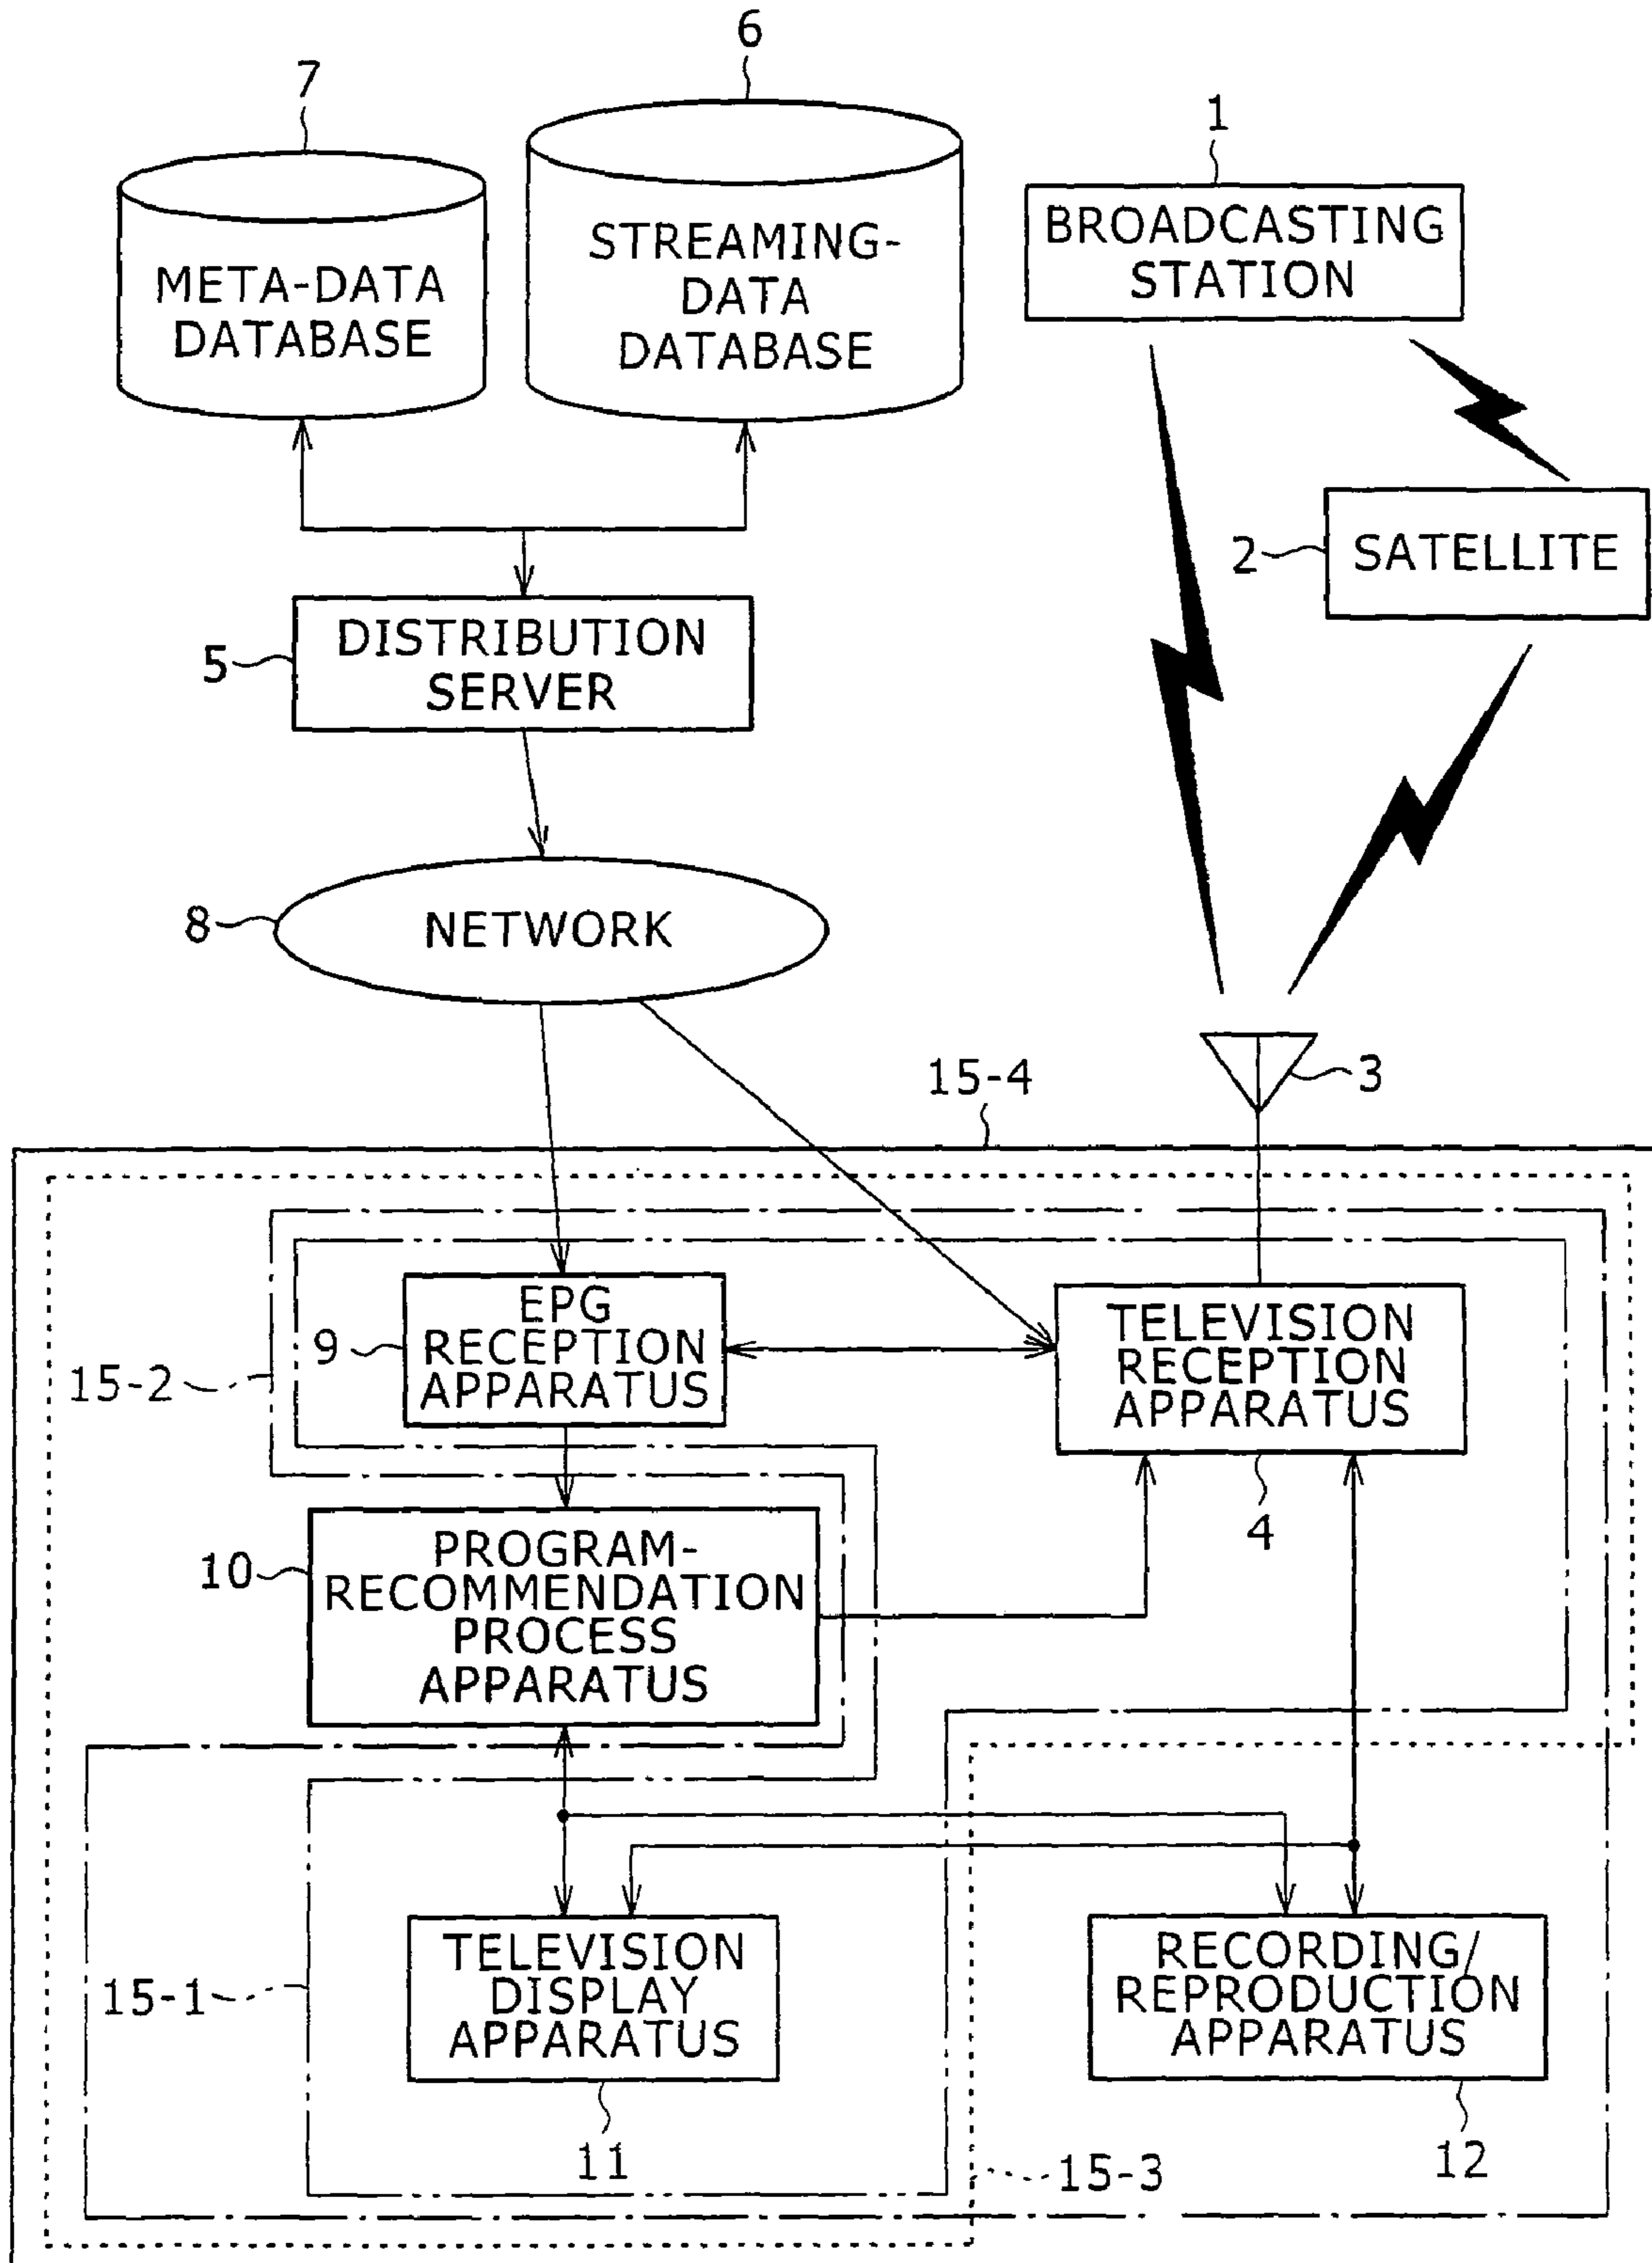 6
7
1
BROADCASTING
STATION
STREAMING-
DATA
DATABASE
META-DATA
DATABASE
2
SATELLITE
5
DISTRIBUTION
SERVER
8
NETWORK
15-4
3
EPG
RECEPTION
APPARATUS
9
15-2
TELEVISION
RECEPTION
APPARATUS
4
10
PROGRAM-
RECOMMENDATION
PROCESS
APPARATUS
15-1
TELEVISION
DISPLAY
APPARATUS
11
RECORDING/
REPRODUCTION
APPARATUS
12
15-3